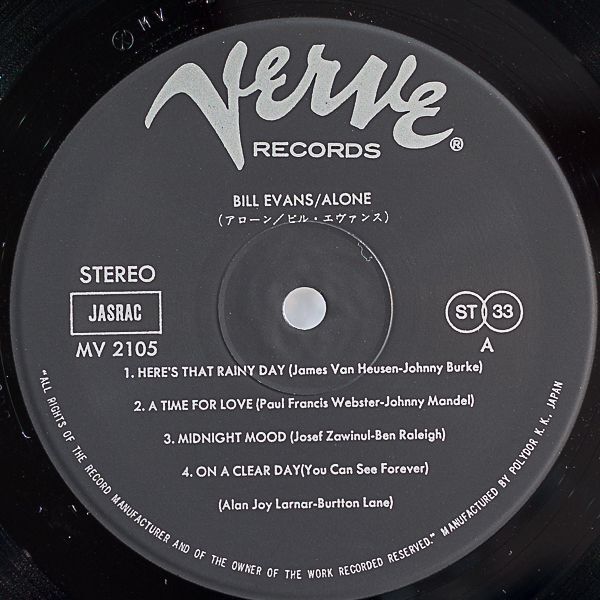 MV
Verve
RECORDS ®
BILL EVANS/ALONE
(アローン/ビル・エヴァンス)
STEREO
JASRAC
MV 2105
ST 33
A
1. HERE'S THAT RAINY DAY (James Van Heusen-Johnny Burke)
2. A TIME FOR LOVE (Paul Francis Webster-Johnny Mandel)
3. MIDNIGHT MOOD (Josef Zawinul-Ben Raleigh)
4. ON A CLEAR DAY(You Can See Forever)
(Alan Joy Larnar-Burtton Lane)
"ALL RIGHTS OF THE RECORD MANUFACTURER AND OF THE OWNER OF THE WORK RECORDED RESERVED." MANUFACTURED BY POLYDOR K. K. JAPAN